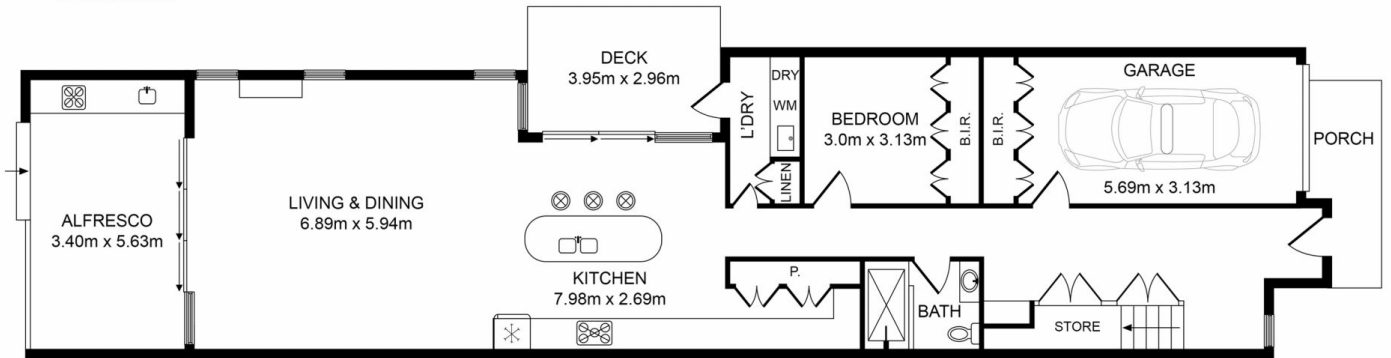 DECK
3.95m x 2.96m
L'DRY
DRY
WM
LINEN
BEDROOM
3.0m x 3.13m
B.I.R.
B.I.R.
GARAGE
5.69m x 3.13m
PORCH
ALFRESCO
3.40m x 5.63m
LIVING & DINING
6.89m x 5.94m
KITCHEN
7.98m x 2.69m
P.
BATH
STORE